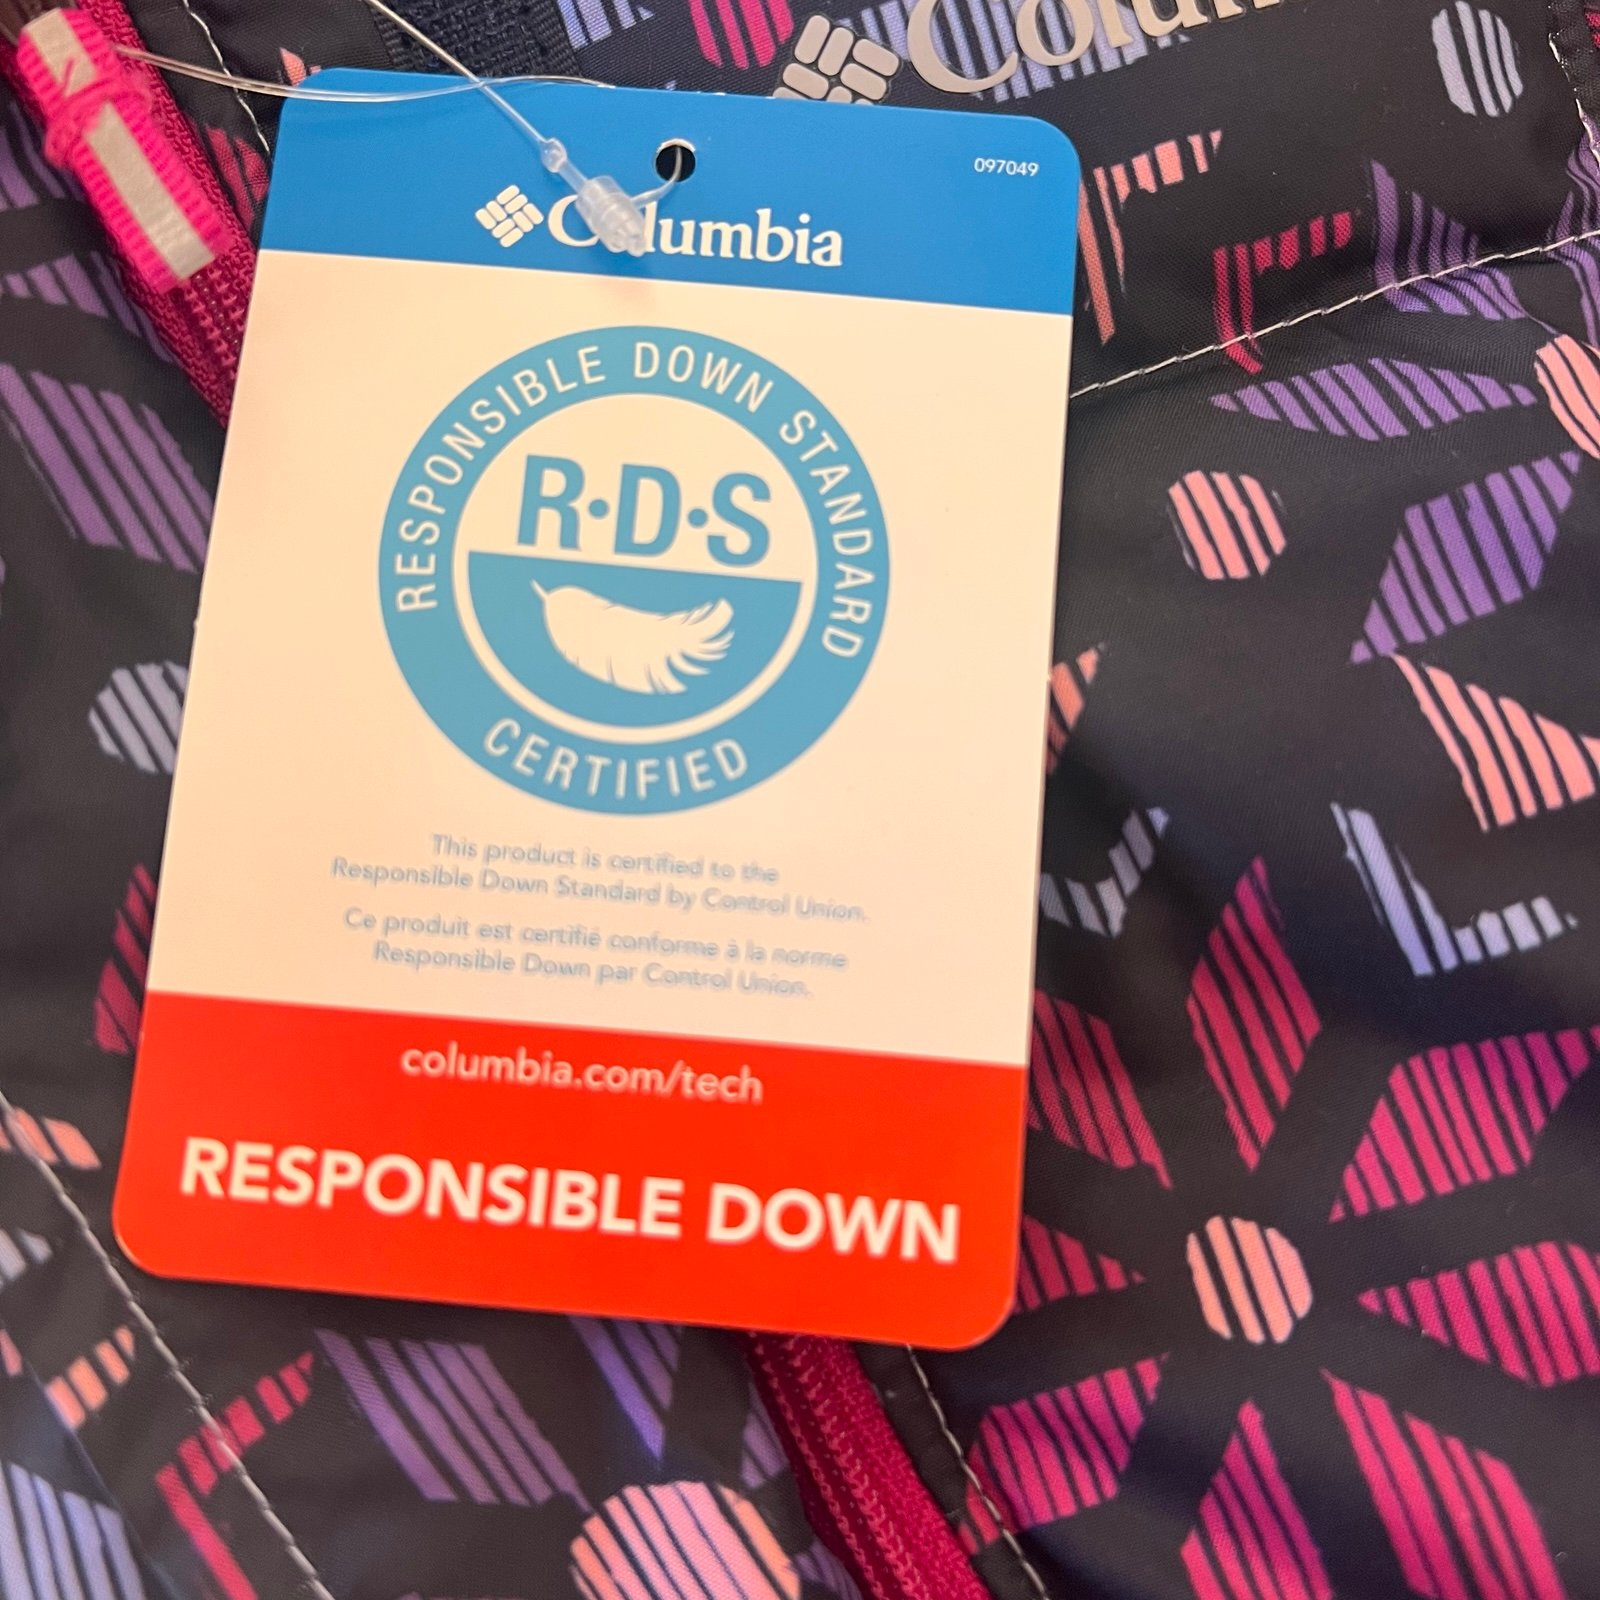 Colu
097049
Columbia
RESPONSIBLE DOWN STANDARD
R·D·S
CERTIFIED
This product is certified to the
Responsible Down Standard by Control Union.
Ce produit est certifié conforme à la norme
Responsible Down par Control Union.
columbia.com/tech
RESPONSIBLE DOWN